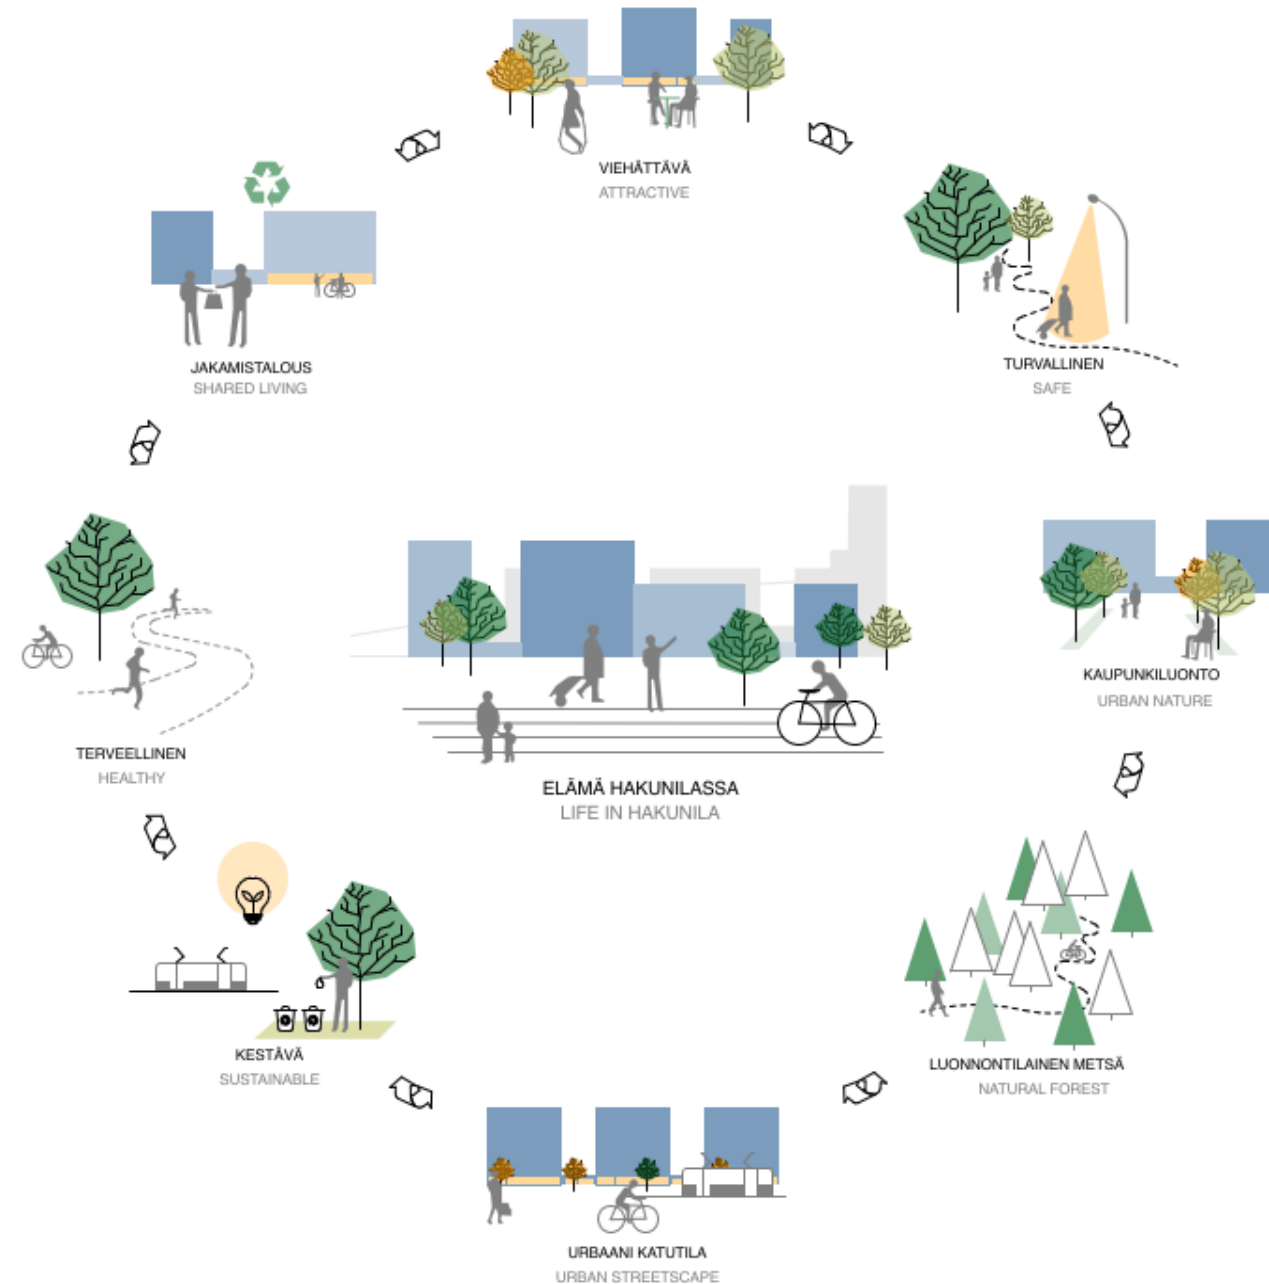 VIEHÄTTÄVÄ
ATTRACTIVE
JAKAMISTALOUS
SHARED LIVING
TURVALLINEN
SAFE
TERVEELLINEN
HEALTHY
ELÄMÄ HAKUNILASSA
LIFE IN HAKUNILA
KAUPUNKILUONTO
URBAN NATURE
KESTÄVÄ
SUSTAINABLE
LUONNONTILAINEN METSÄ
NATURAL FOREST
URBAANI KATUTILA
URBAN STREETSCAPE